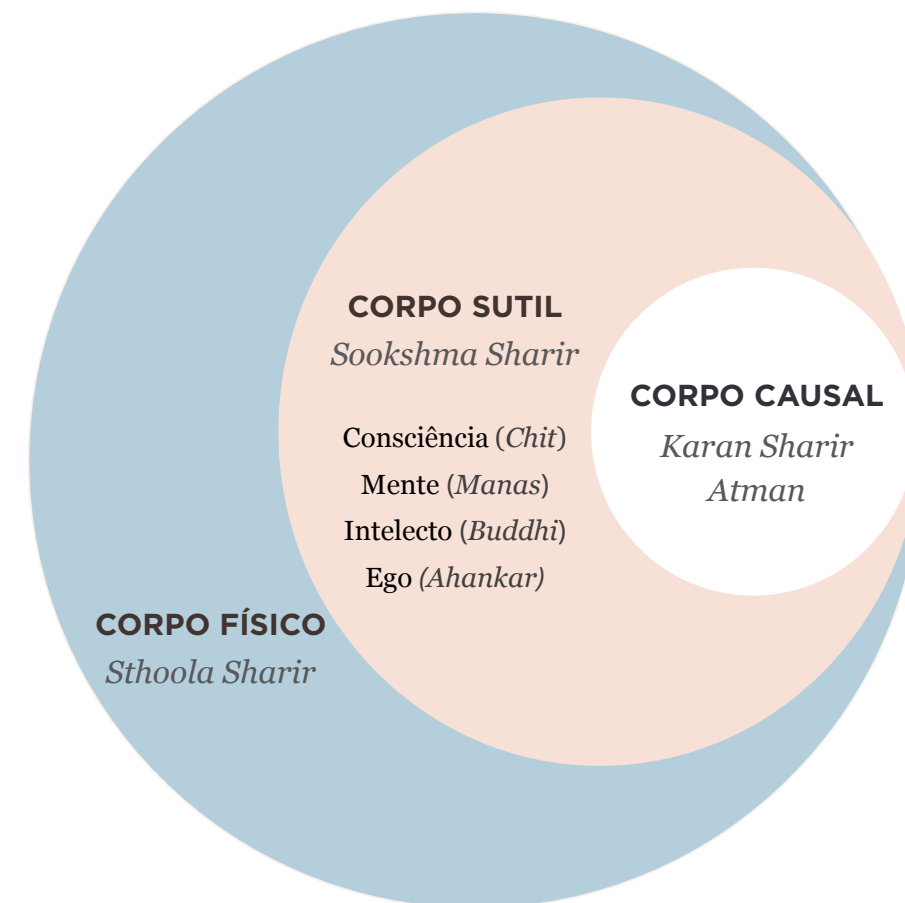 CORPO SUTIL
Sookshma Sharir
Consciência (Chit)
Mente (Manas)
Intelecto (Buddhi)
Ego (Ahankar)
CORPO CAUSAL
Karan Sharir
Atman
CORPO FÍSICO
Sthoola Sharir